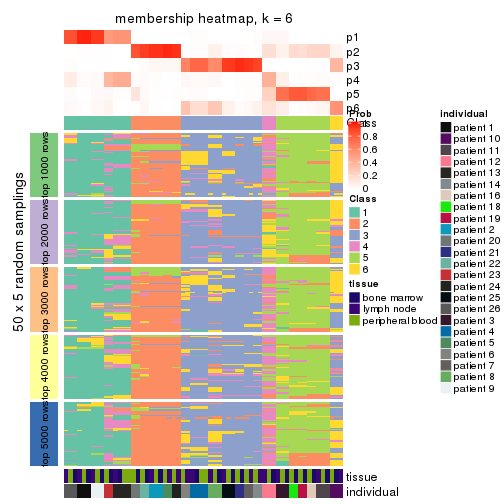 membership heatmap, k = 6
p1
p2
p3
p4
p5
p6
50 x 5 random samplings
top 1000 rows
top 2000 rows
top 3000 rows
top 4000 rows
top 5000 rows
Prob
1
0.8
0.6
0.4
0.2
0
Class
Class
1
2
3
4
5
6
tissue
bone marrow
lymph node
peripheral blood
individual
patient 1
patient 10
patient 11
patient 12
patient 13
patient 14
patient 16
patient 18
patient 19
patient 2
patient 20
patient 21
patient 22
patient 23
patient 24
patient 25
patient 26
patient 3
patient 4
patient 5
patient 6
patient 7
patient 8
patient 9
tissue
individual